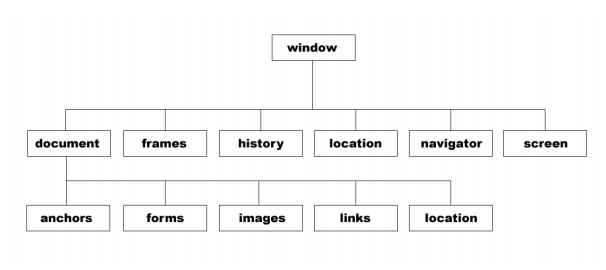 window
document frames history location navigator screen
anchors forms images links location